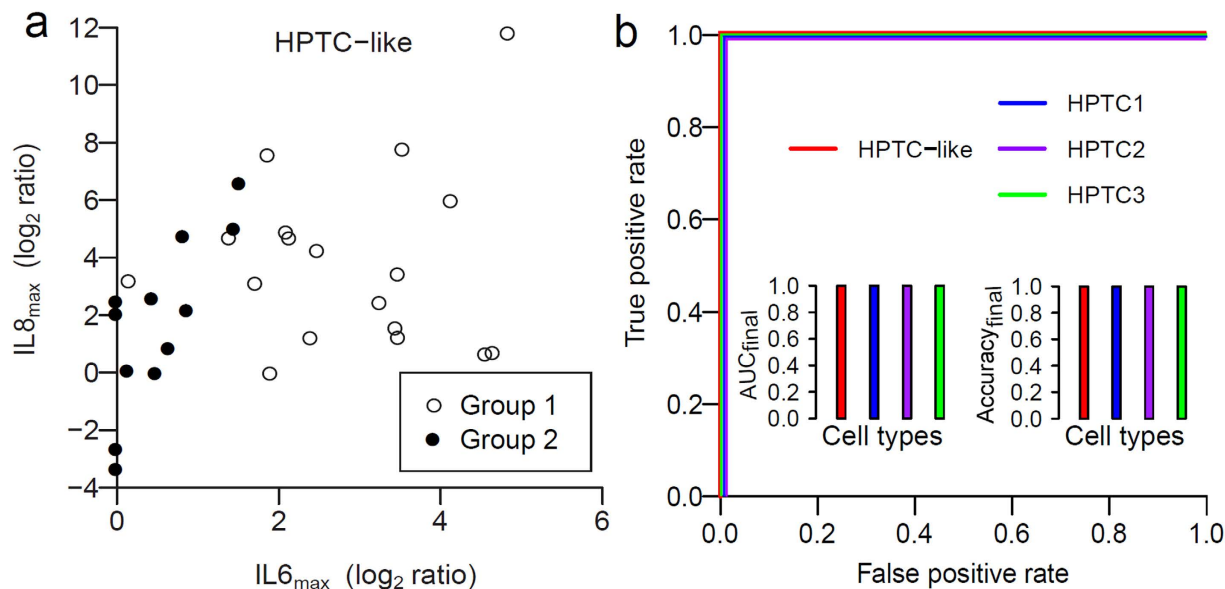 a
HPTC−like
12
10
8
6
4
2
0
−2
−4
IL8max (log2 ratio)
0 2 4 6
IL6max (log2 ratio)
Group 1
Group 2
b
1.0
0.8
0.6
0.4
0.2
0.0
True positive rate
HPTC−like
HPTC1
HPTC2
HPTC3
1.0
0.8
0.6
0.4
0.2
0.0
AUCfinal
Cell types
1.0
0.8
0.6
0.4
0.2
0.0
Accuracyfinal
Cell types
0.0 0.2 0.4 0.6 0.8 1.0
False positive rate